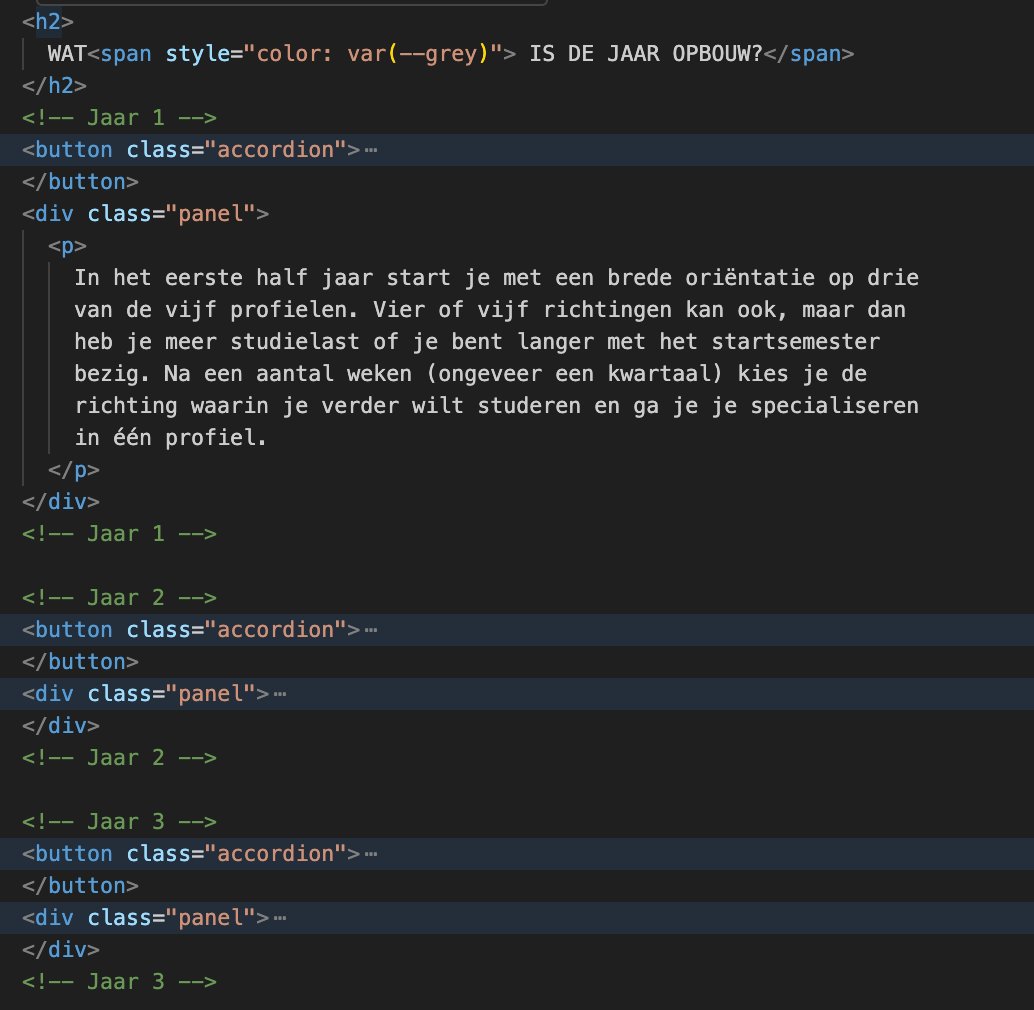 <h2>
WAT<span style="color: var(--grey)"> IS DE JAAR OPBOUW?</span>
</h2>
<!-- Jaar 1 -->
<button class="accordion">⋯
</button>
<div class="panel">
<p>
In het eerste half jaar start je met een brede oriëntatie op drie
van de vijf profielen. Vier of vijf richtingen kan ook, maar dan
heb je meer studielast of je bent langer met het startsemester
bezig. Na een aantal weken (ongeveer een kwartaal) kies je de
richting waarin je verder wilt studeren en ga je je specialiseren
in één profiel.
</p>
</div>
<!-- Jaar 1 -->
<!-- Jaar 2 -->
<button class="accordion">⋯
</button>
<div class="panel">⋯
</div>
<!-- Jaar 2 -->
<!-- Jaar 3 -->
<button class="accordion">⋯
</button>
<div class="panel">⋯
</div>
<!-- Jaar 3 -->